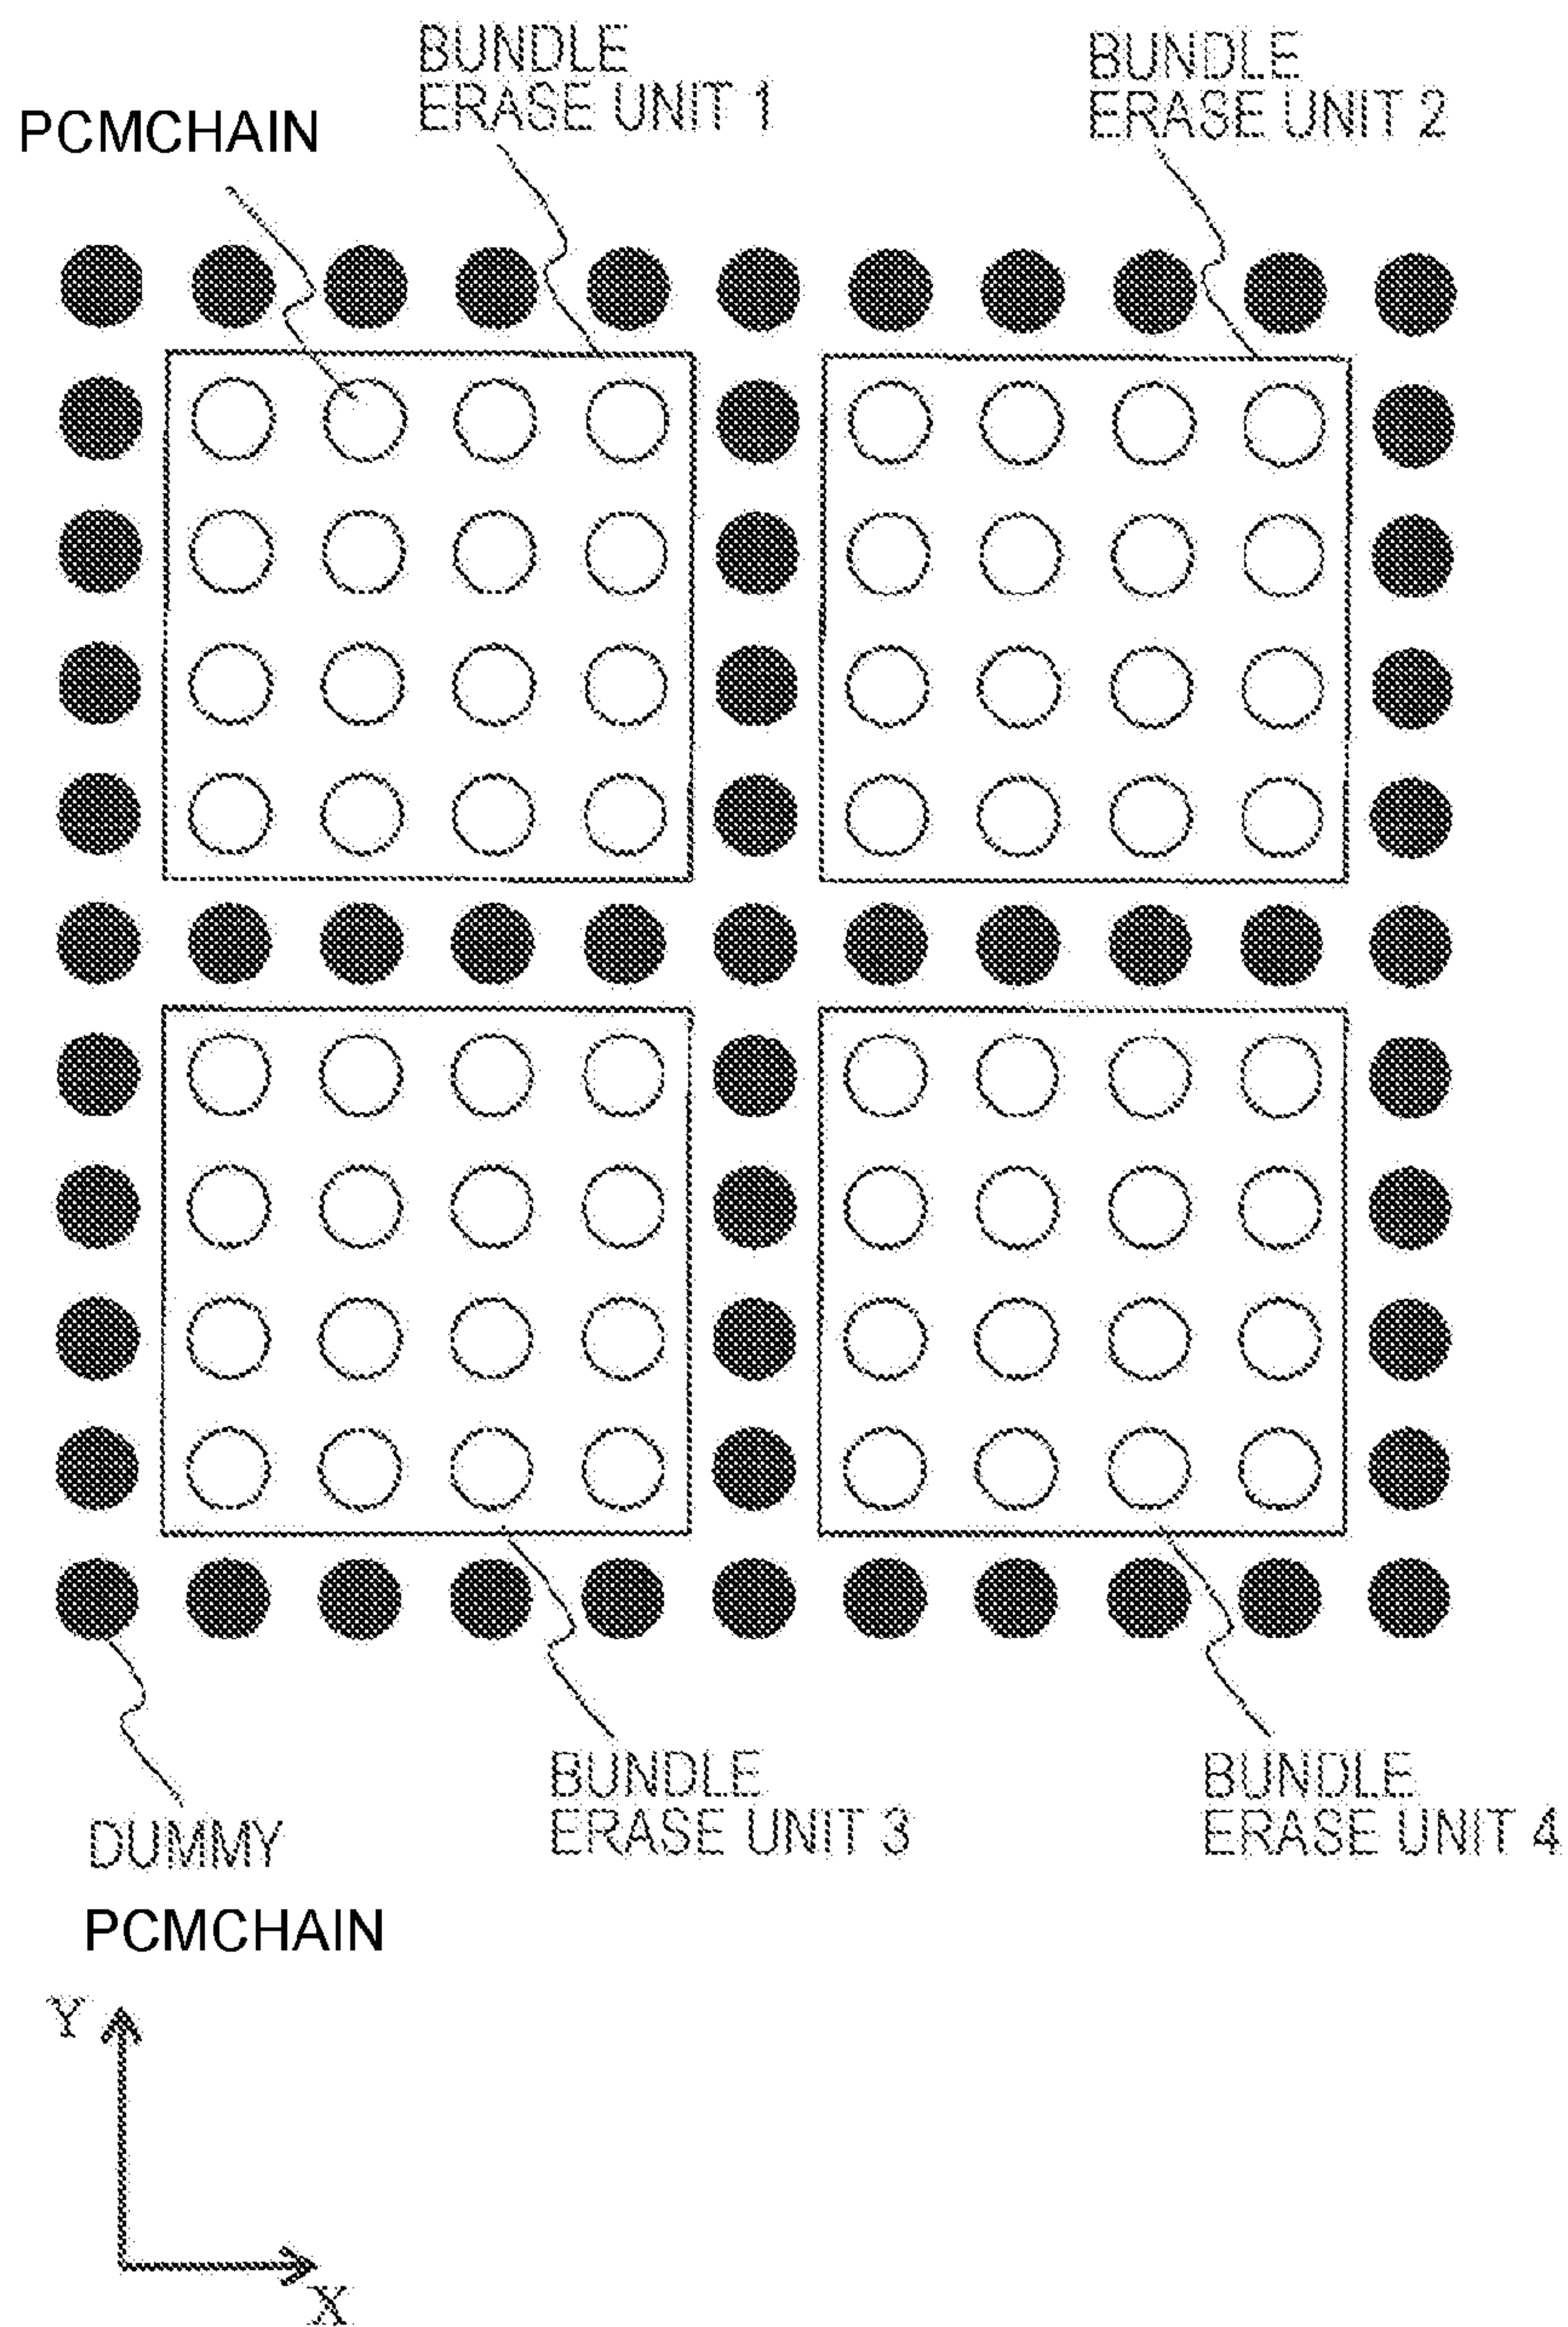 BUNDLE
ERASE UNIT 1
BUNDLE
ERASE UNIT 2
PCMCHAIN
BUNDLE
ERASE UNIT 3
BUNDLE
ERASE UNIT 4
DUMMY
PCMCHAIN
Y
X